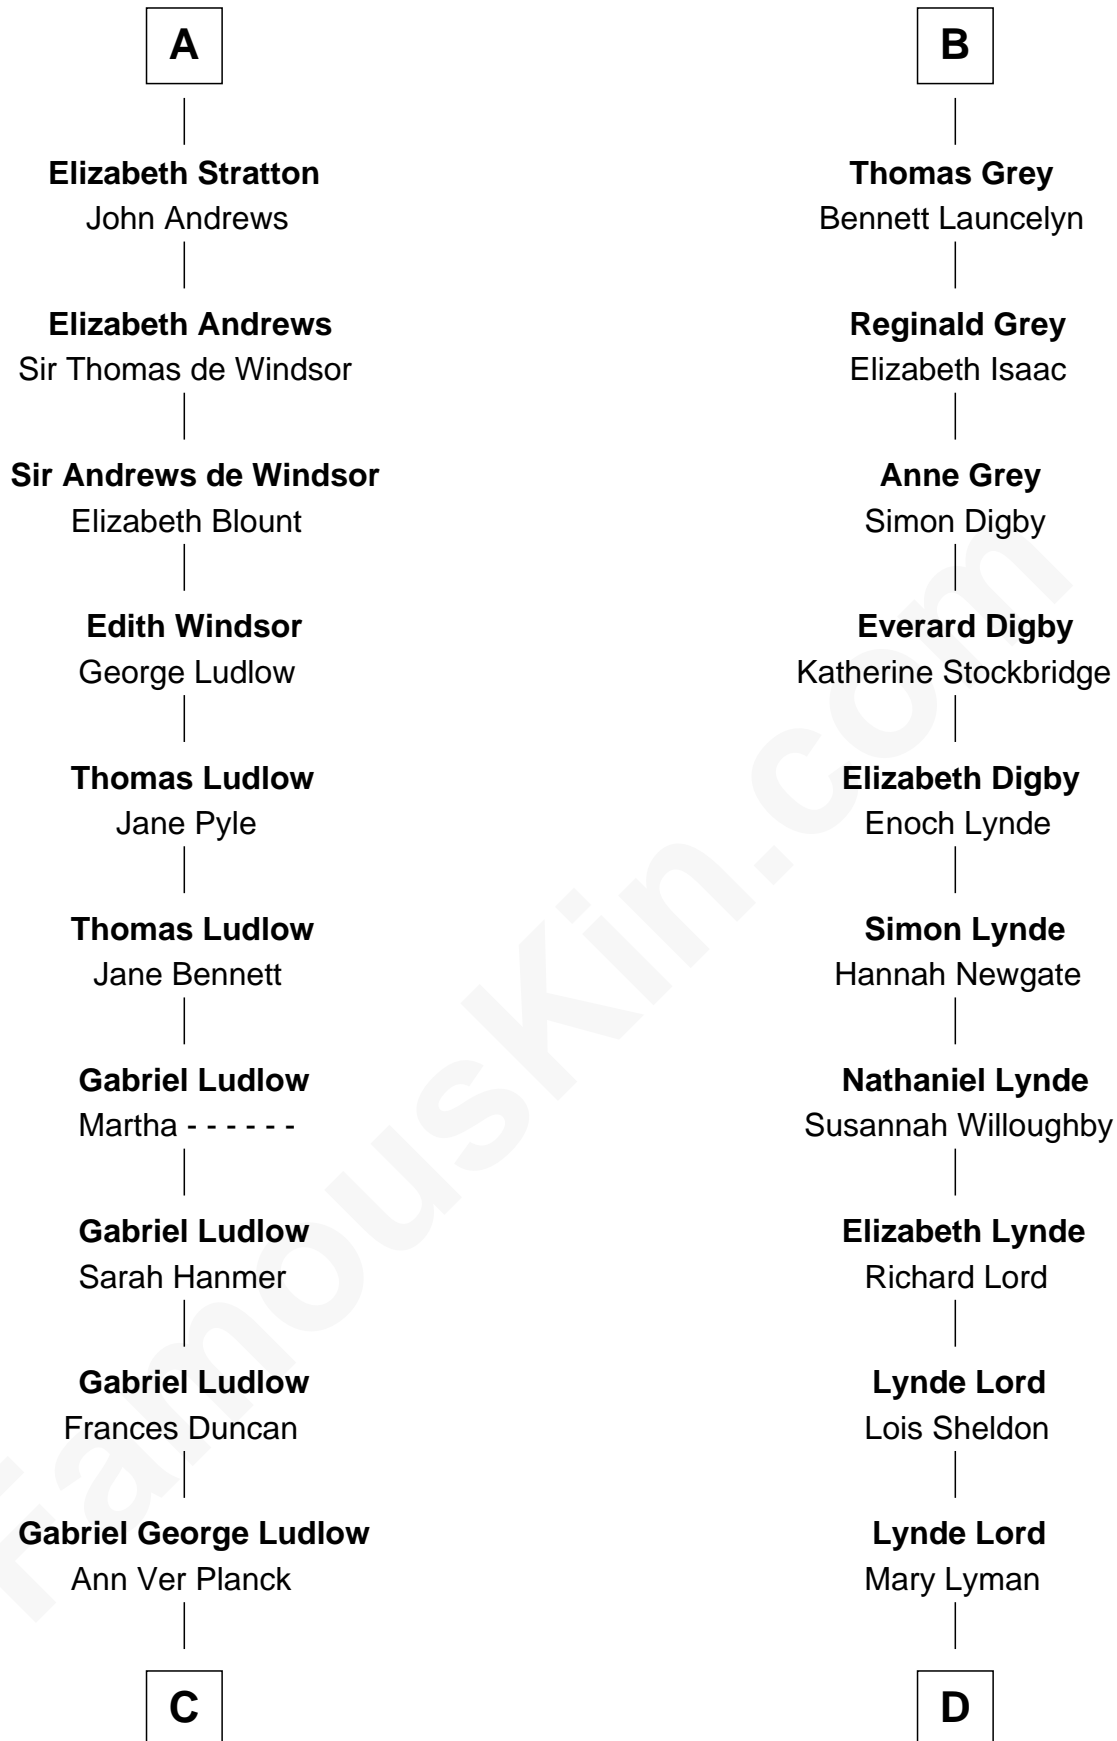 A
Elizabeth Stratton
John Andrews
Elizabeth Andrews
Sir Thomas de Windsor
Sir Andrews de Windsor
Elizabeth Blount
Edith Windsor
George Ludlow
Thomas Ludlow
Jane Pyle
Thomas Ludlow
Jane Bennett
Gabriel Ludlow
Martha - - - - - -
Gabriel Ludlow
Sarah Hanmer
Gabriel Ludlow
Frances Duncan
Gabriel George Ludlow
Ann Ver Planck
C
B
Thomas Grey
Bennett Launcelyn
Reginald Grey
Elizabeth Isaac
Anne Grey
Simon Digby
Everard Digby
Katherine Stockbridge
Elizabeth Digby
Enoch Lynde
Simon Lynde
Hannah Newgate
Nathaniel Lynde
Susannah Willoughby
Elizabeth Lynde
Richard Lord
Lynde Lord
Lois Sheldon
Lynde Lord
Mary Lyman
D
FamousKin.com